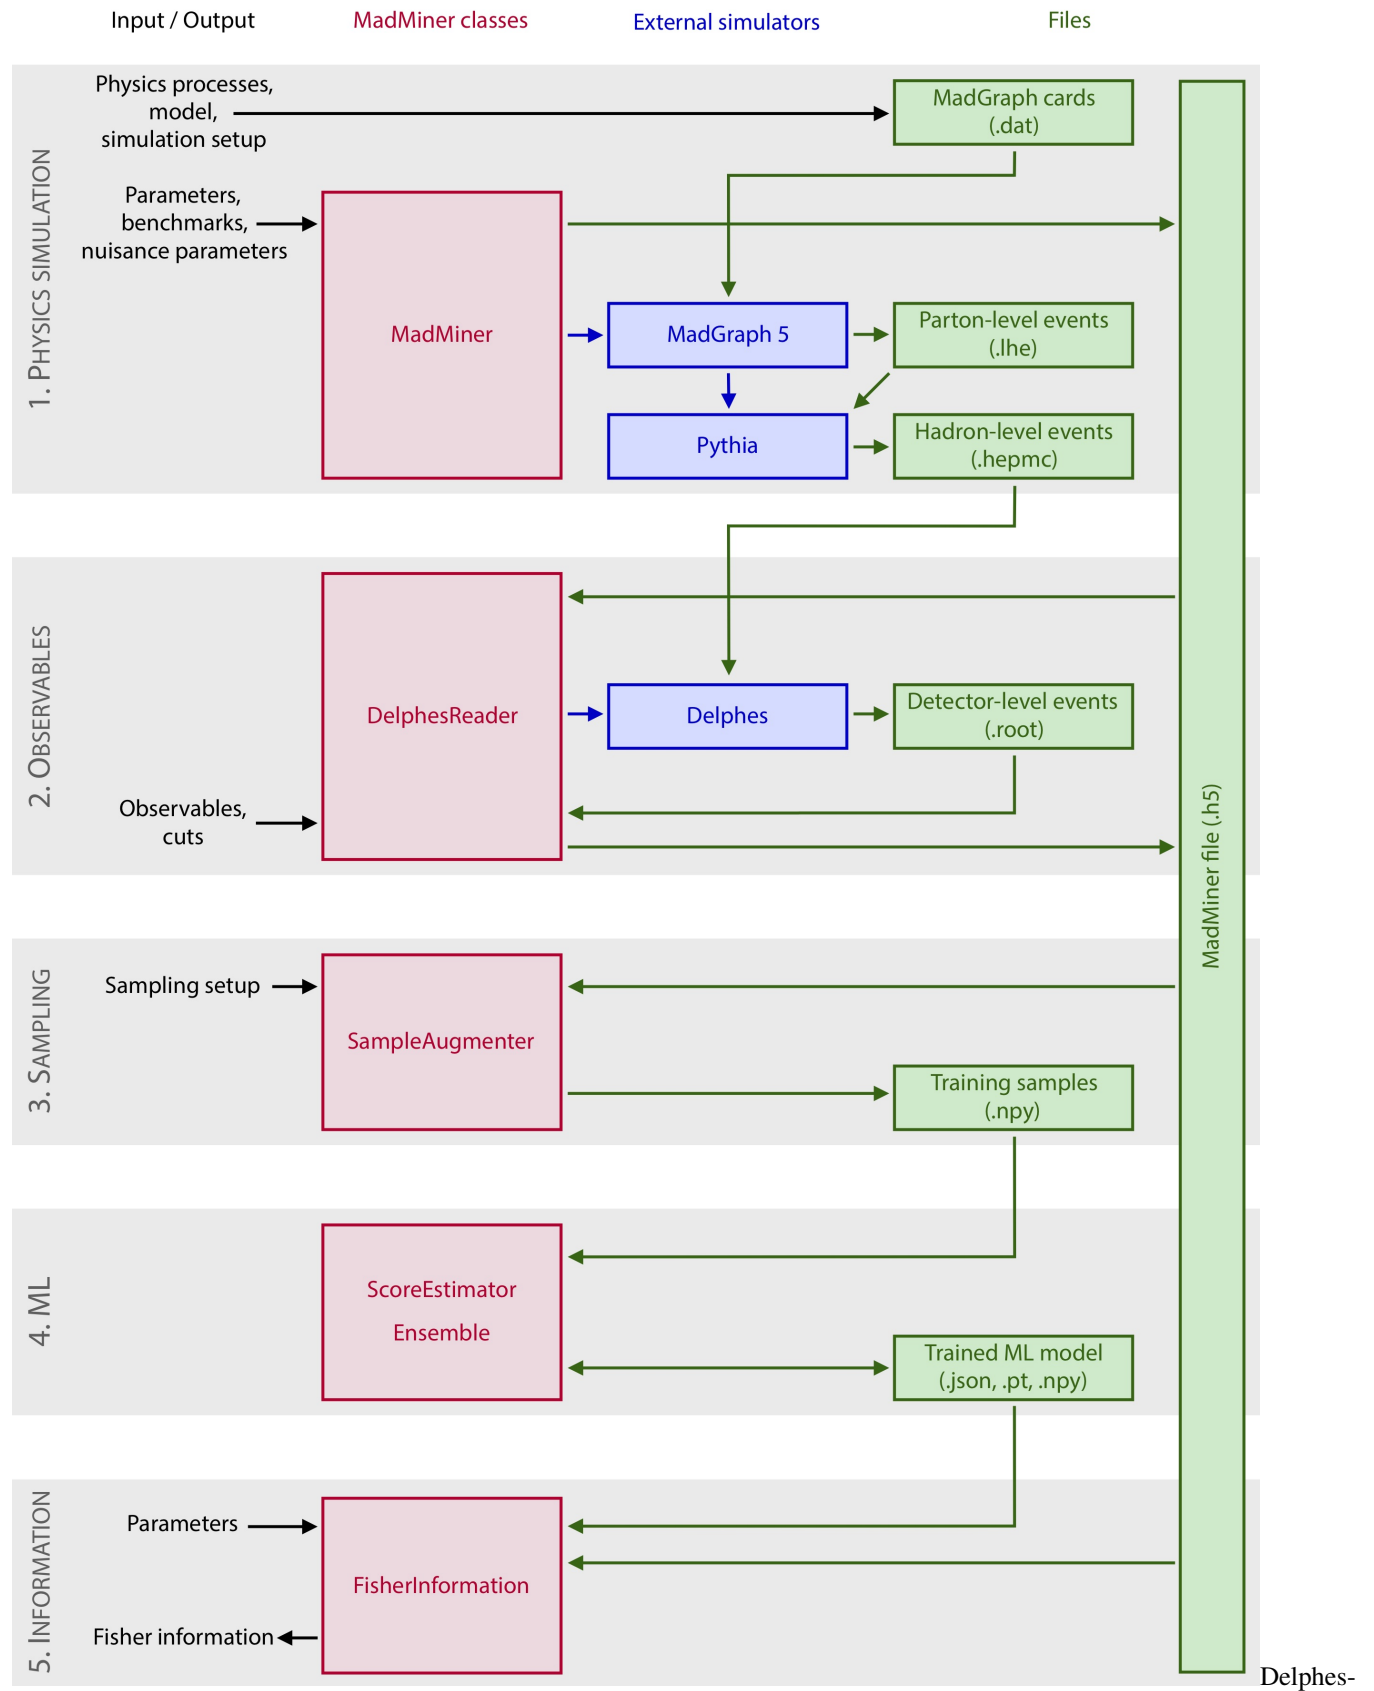 Input / Output
MadMiner classes
External simulators
Files
1. PHYSICS SIMULATION
Physics processes,
model,
simulation setup
MadGraph cards
(.dat)
Parameters,
benchmarks,
nuisance parameters
MadMiner
MadGraph 5
Parton-level events
(.lhe)
Pythia
Hadron-level events
(.hepmc)
2. OBSERVABLES
DelphesReader
Delphes
Detector-level events
(.root)
Observables,
cuts
MadMiner file (.h5)
3. SAMPLING
Sampling setup
SampleAugmenter
Training samples
(.npy)
4. ML
ScoreEstimator
Ensemble
Trained ML model
(.json, .pt, .npy)
5. INFORMATION
Parameters
FisherInformation
Fisher information
Delphes-